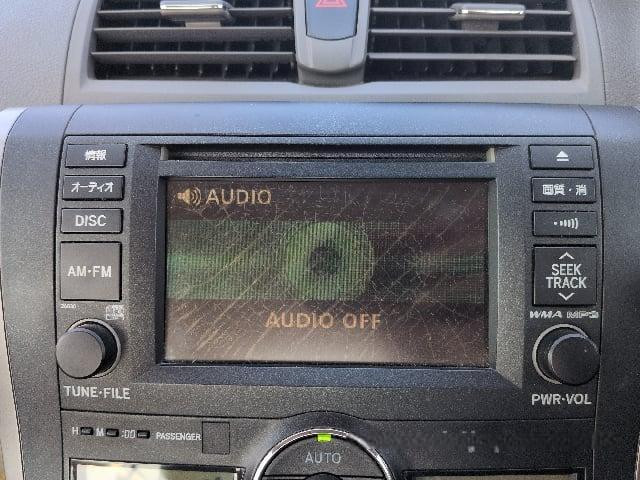 情報
オーディオ
DISC
AM•FM
AUDIO
AUDIO OFF
画質・消
SEEK
TRACK
WMA MP3
TUNE•FILE
PWR•VOL
H M :00 PASSENGER
AUTO